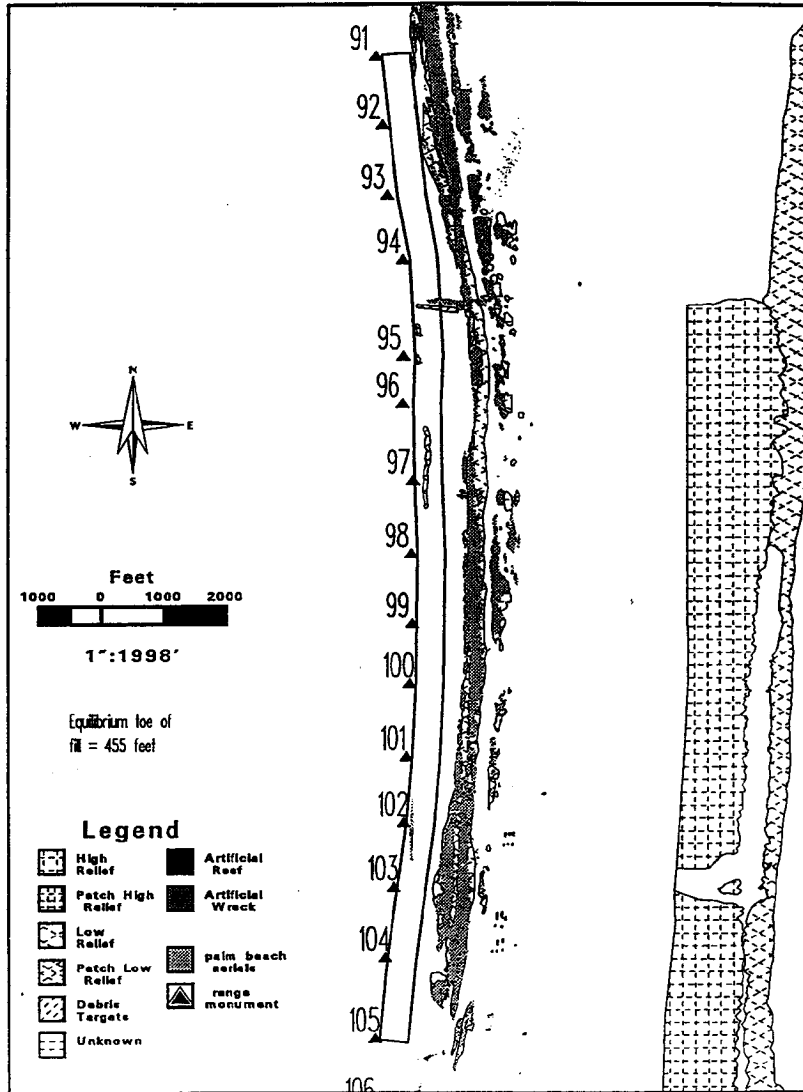 91
92
93
94
95
96
97
98
99
100
101
102
103
104
105
106
N
W E
S
Feet
1000 0 1000 2000
1":1998'
Equilibrium toe of
fill = 455 feet
Legend
High
Relief
Artificial
Reef
Patch High
Relief
Artificial
Wreck
Low
Relief
Patch Low
Relief
palm beach
aerials
Debris
Targets
range
monument
Unknown